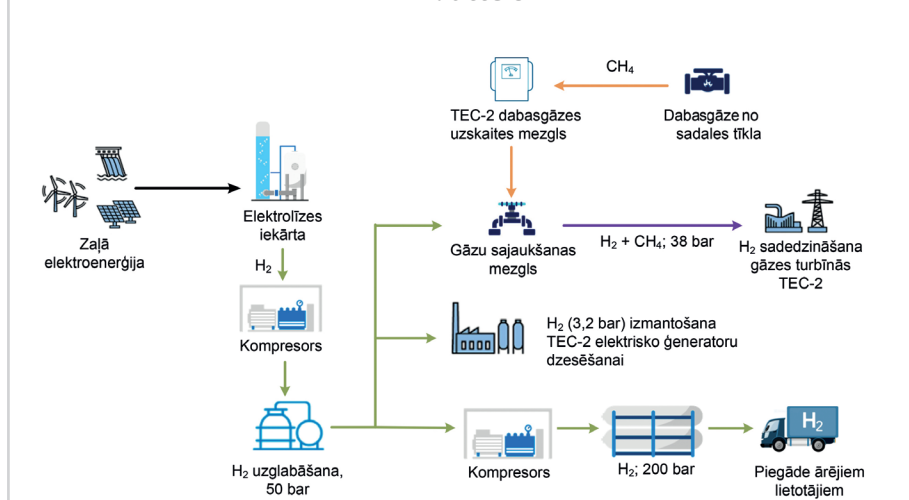 CH₄
TEC-2 dabasgāzes
uzskaites mezgls
Dabasgāze no
sadales tīkla
Zaļā
elektroenerģija
Elektrolīzes
iekārta
H₂
Kompresors
H₂ uzglabāšana,
50 bar
Gāzu sajaukšanas
mezgls
H₂ + CH₄; 38 bar
H₂ sadedzināšana
gāzes turbīnās
TEC-2
H₂ (3,2 bar) izmantošana
TEC-2 elektrisko ģeneratoru
dzesēšanai
Kompresors
H₂; 200 bar
H₂
Piegāde ārējiem
lietotājiem